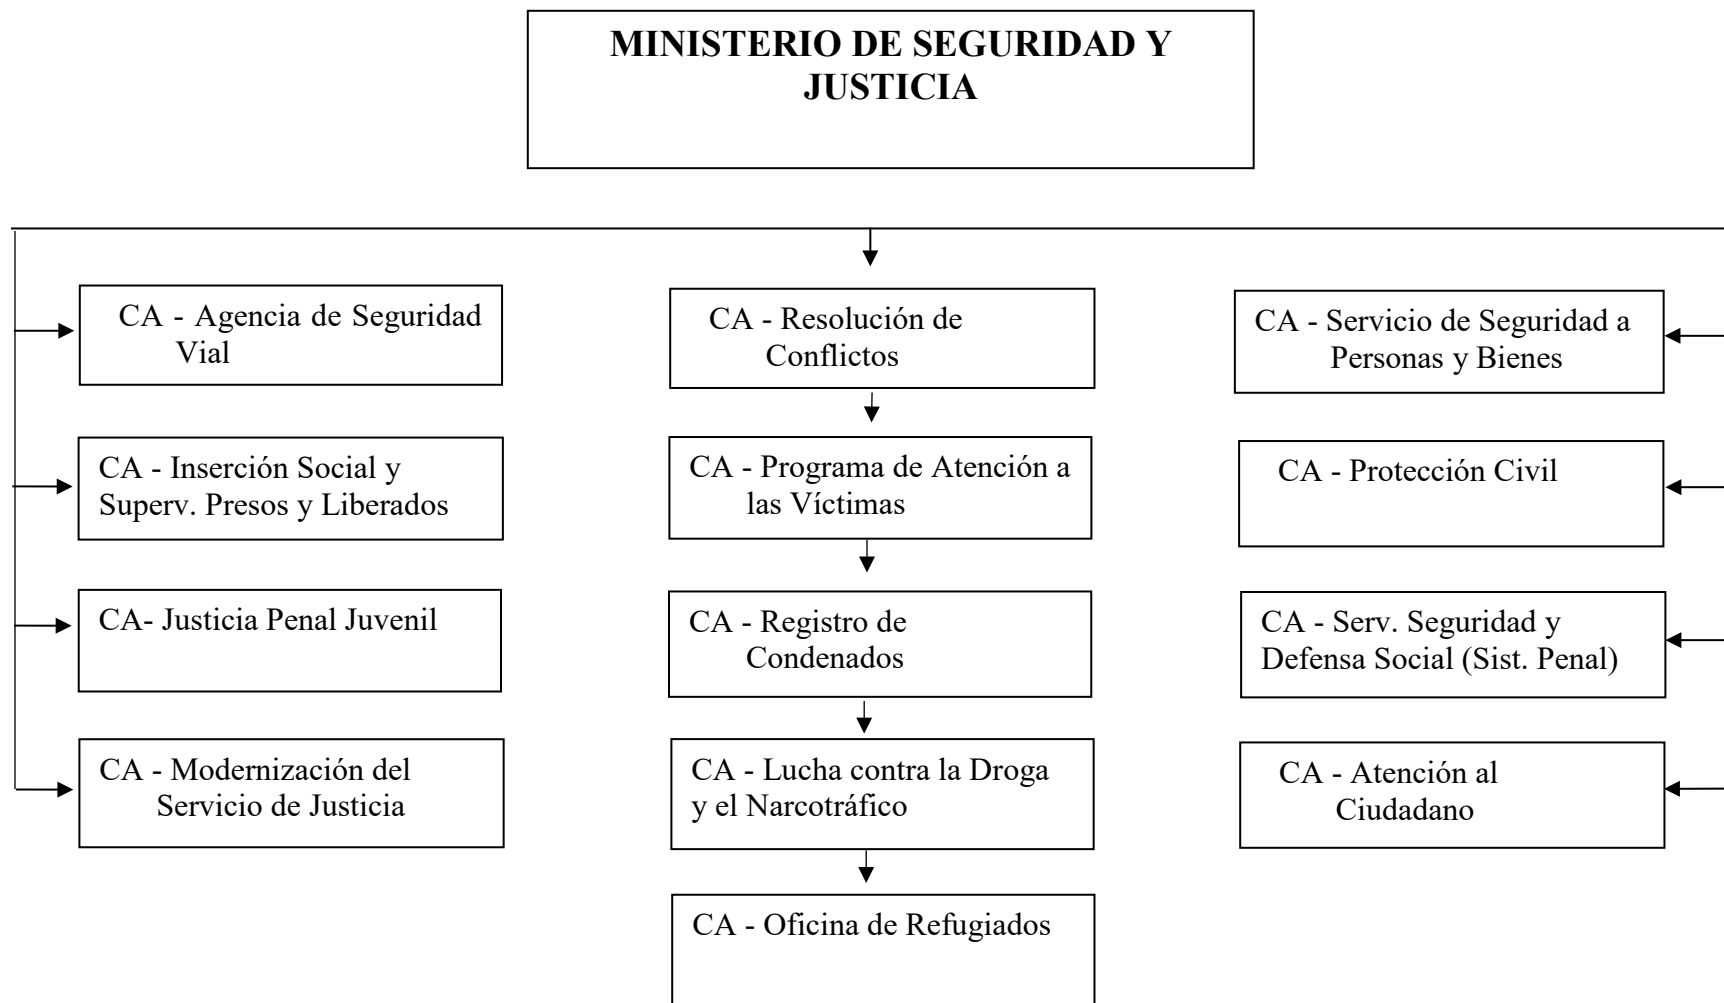 MINISTERIO DE SEGURIDAD Y
JUSTICIA
CA - Agencia de Seguridad
Vial
CA - Inserción Social y
Superv. Presos y Liberados
CA- Justicia Penal Juvenil
CA - Modernización del
Servicio de Justicia
CA - Resolución de
Conflictos
CA - Programa de Atención a
las Víctimas
CA - Registro de
Condenados
CA - Lucha contra la Droga
y el Narcotráfico
CA - Oficina de Refugiados
CA - Servicio de Seguridad a
Personas y Bienes
CA - Protección Civil
CA - Serv. Seguridad y
Defensa Social (Sist. Penal)
CA - Atención al
Ciudadano